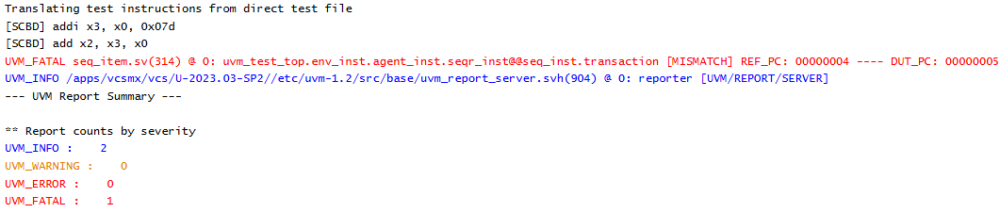 Translating test instructions from direct test file
[SCBD] addi x3, x0, 0x07d
[SCBD] add x2, x3, x0
UVM_FATAL seq_item.sv(314) @ 0: uvm_test_top.env_inst.agent_inst.seqr_inst@@seq_inst.transaction [MISMATCH] REF_PC: 00000004 ---- DUT_PC: 00000005
UVM_INFO /apps/vcsmx/vcs/U-2023.03-SP2//etc/uvm-1.2/src/base/uvm_report_server.svh(904) @ 0: reporter [UVM/REPORT/SERVER]
--- UVM Report Summary ---
** Report counts by severity
UVM_INFO : 2
UVM_WARNING : 0
UVM_ERROR : 0
UVM_FATAL : 1